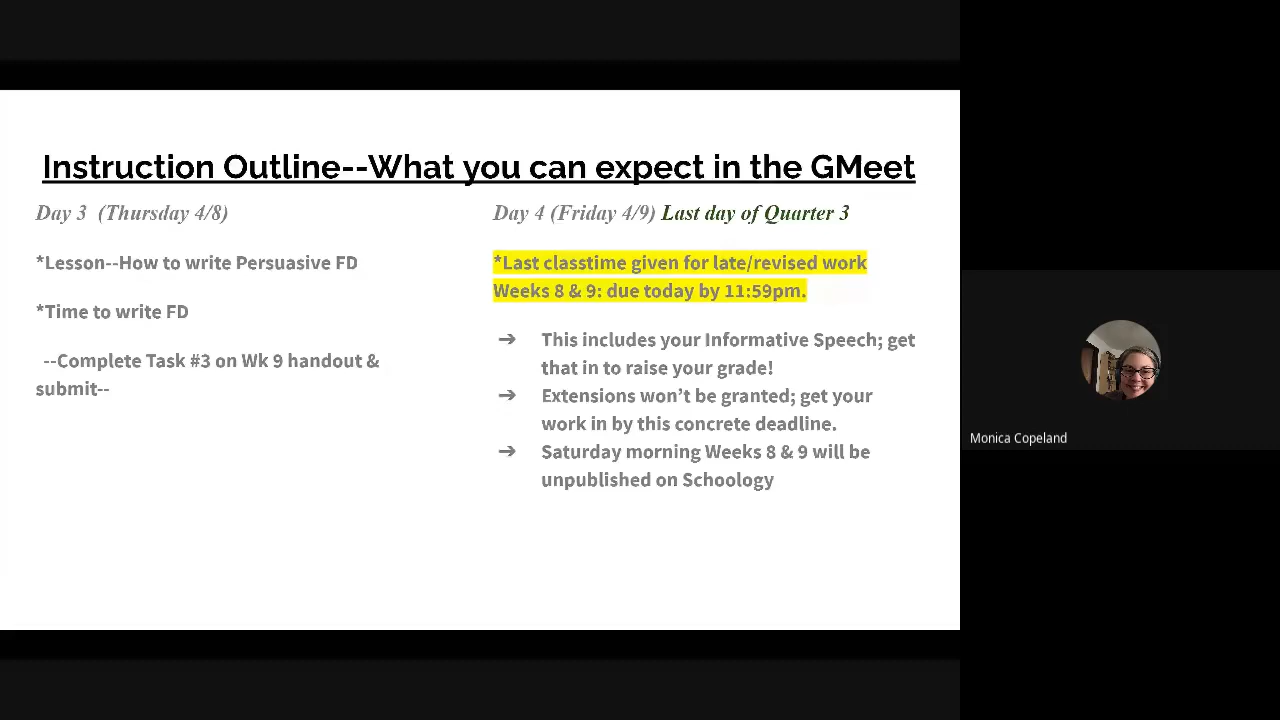 Instruction Outline--What you can expect in the GMeet
Day 3  (Thursday 4/8)
*Lesson--How to write Persuasive FD
*Time to write FD
--Complete Task #3 on Wk 9 handout &
submit--
Day 4 (Friday 4/9) Last day of Quarter 3
*Last classtime given for late/revised work
Weeks 8 & 9: due today by 11:59pm.
➔ This includes your Informative Speech; get
that in to raise your grade!
➔ Extensions won’t be granted; get your
work in by this concrete deadline.
➔ Saturday morning Weeks 8 & 9 will be
unpublished on Schoology
Monica Copeland